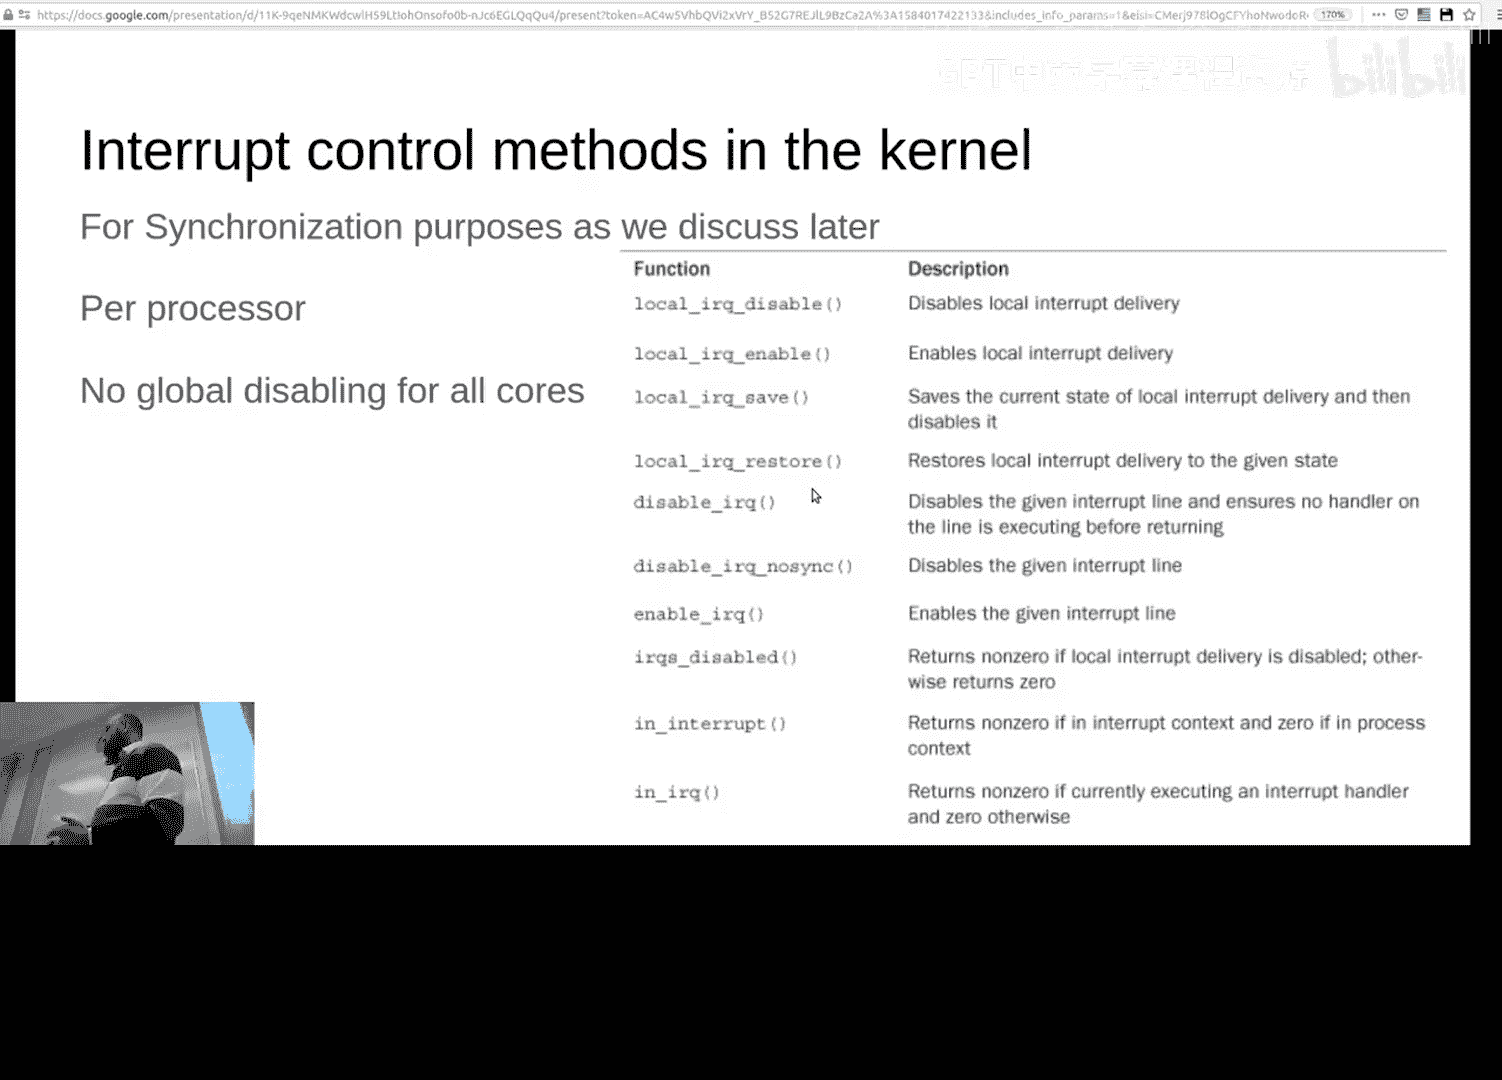 170%
Interrupt control methods in the kernel
For Synchronization purposes as we discuss later
Per processor
No global disabling for all cores
Function Description
local_irq_disable() Disables local interrupt delivery
local_irq_enable() Enables local interrupt delivery
local_irq_save() Saves the current state of local interrupt delivery and then
disables it
local_irq_restore() Restores local interrupt delivery to the given state
disable_irq() Disables the given interrupt line and ensures no handler on
the line is executing before returning
disable_irq_nosync() Disables the given interrupt line
enable_irq() Enables the given interrupt line
irqs_disabled() Returns nonzero if local interrupt delivery is disabled; other-
wise returns zero
in_interrupt() Returns nonzero if in interrupt context and zero if in process
context
in_irq() Returns nonzero if currently executing an interrupt handler
and zero otherwise
bilibili